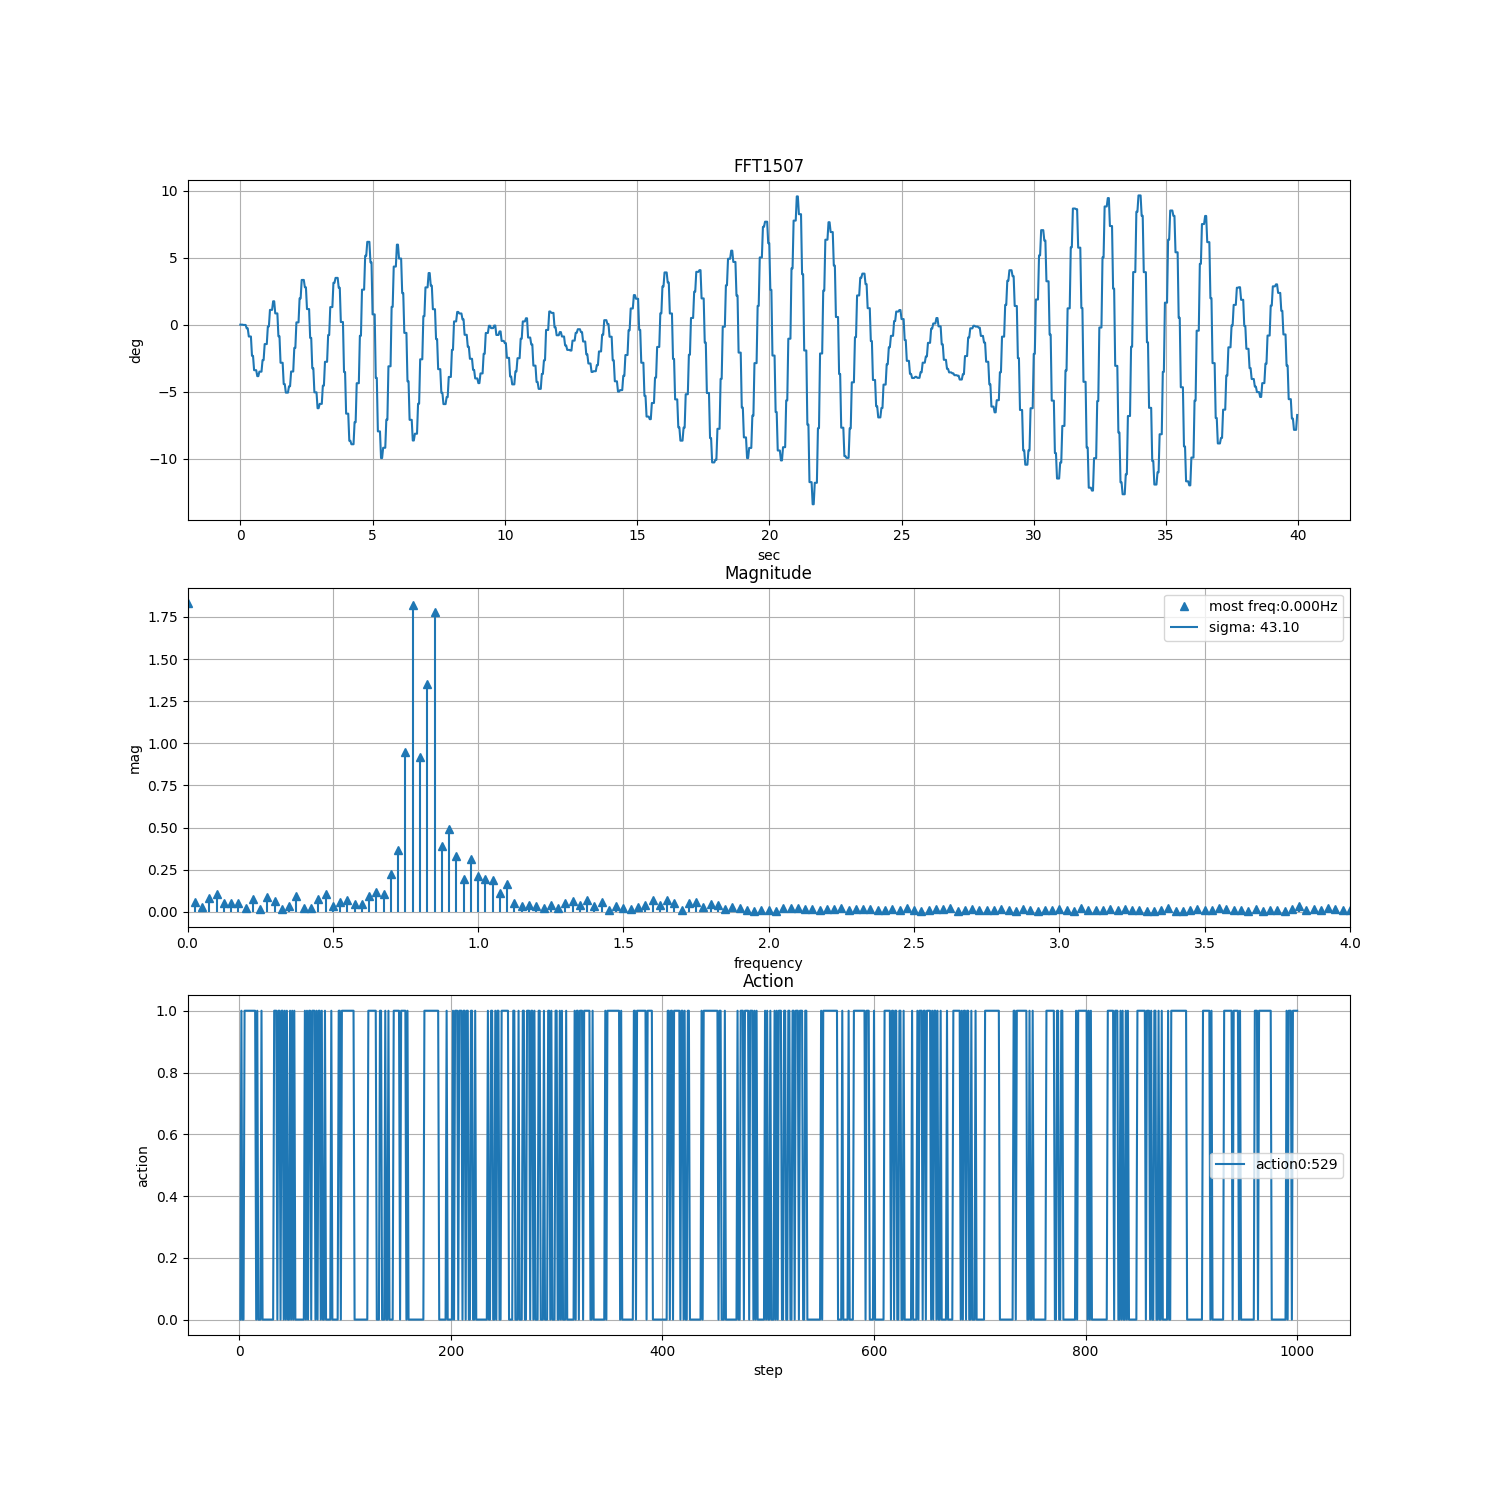 FFT1507
10
5
0
−5
−10
deg
0 5 10 15 20 25 30 35 40
sec
Magnitude
1.75
1.50
1.25
1.00
0.75
0.50
0.25
0.00
mag
most freq:0.000Hz
sigma: 43.10
0.0 0.5 1.0 1.5 2.0 2.5 3.0 3.5 4.0
frequency
Action
1.0
0.8
0.6
0.4
0.2
0.0
action
action0:529
0 200 400 600 800 1000
step